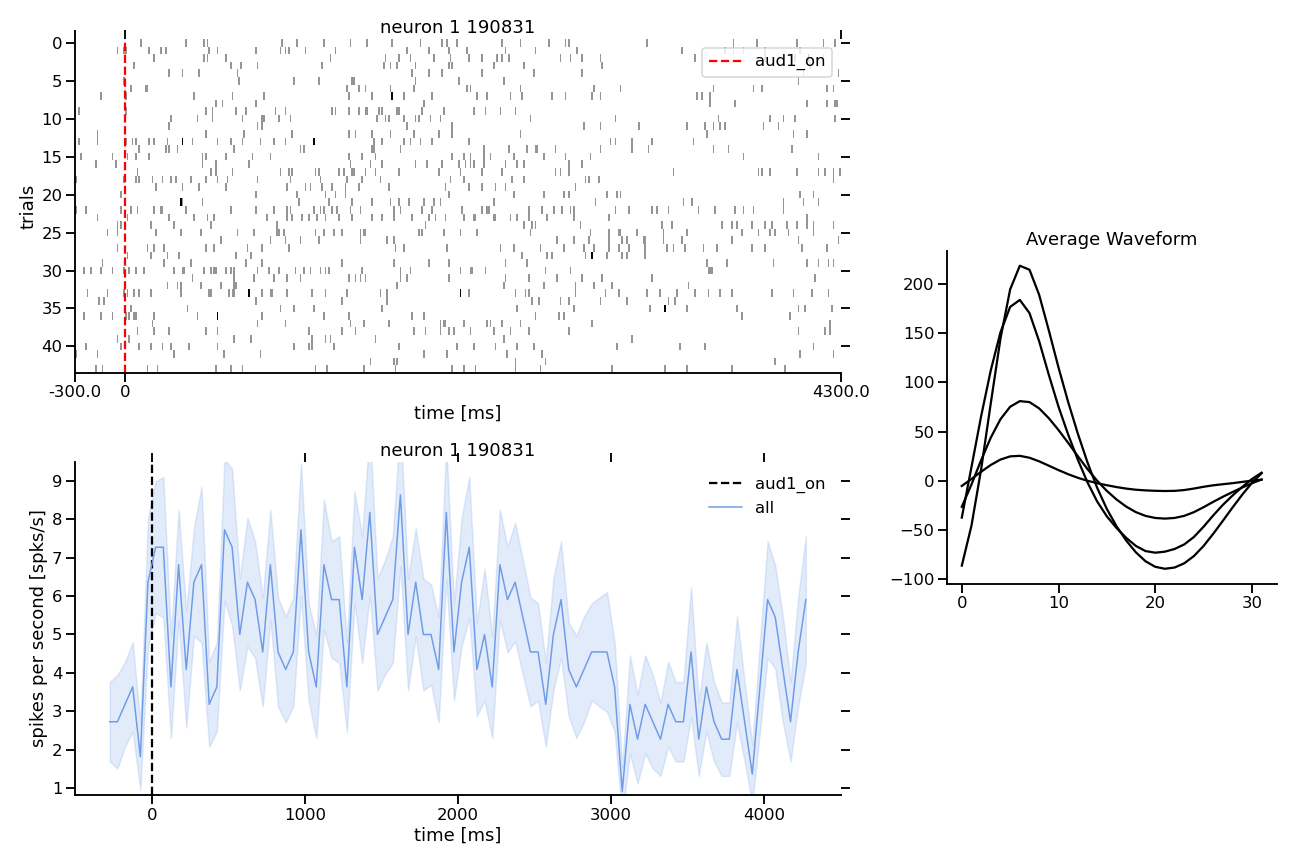 neuron 1 190831
0
5
10
15
20
25
30
35
40
trials
aud1_on
-300.0 0 4300.0
time [ms]
neuron 1 190831
9
8
7
6
5
4
3
2
1
spikes per second [spks/s]
aud1_on
all
0 1000 2000 3000 4000
time [ms]
Average Waveform
200
150
100
50
0
−50
−100
0 10 20 30